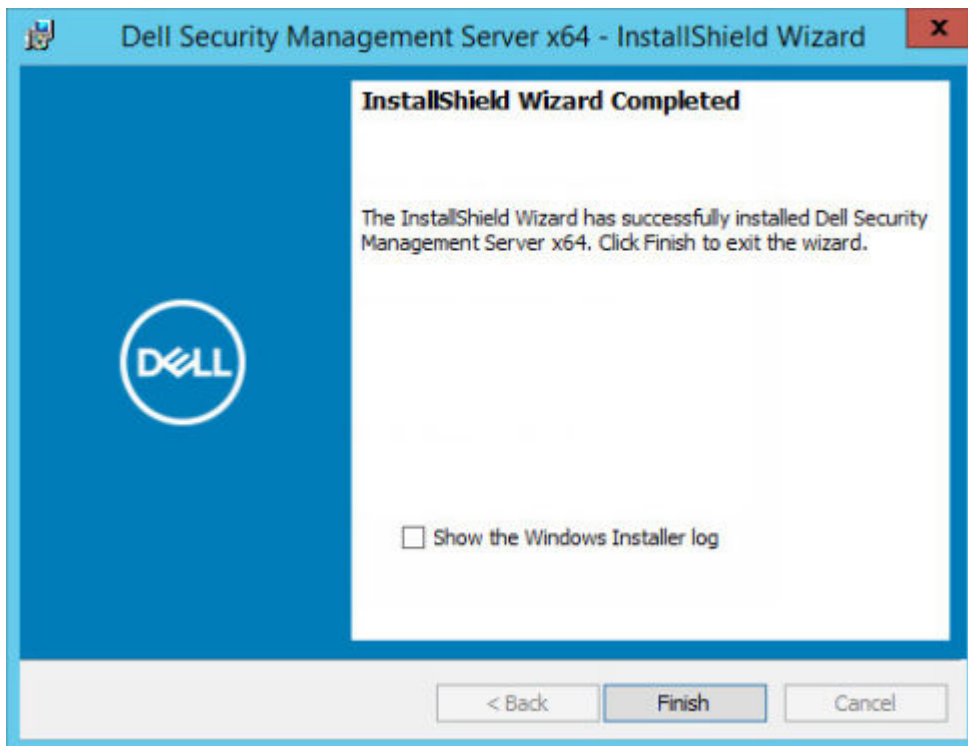 Dell Security Management Server x64 - InstallShield Wizard
x
InstallShield Wizard Completed
The InstallShield Wizard has successfully installed Dell Security
Management Server x64. Click Finish to exit the wizard.
DELL
Show the Windows Installer log
< Back
Finish
Cancel